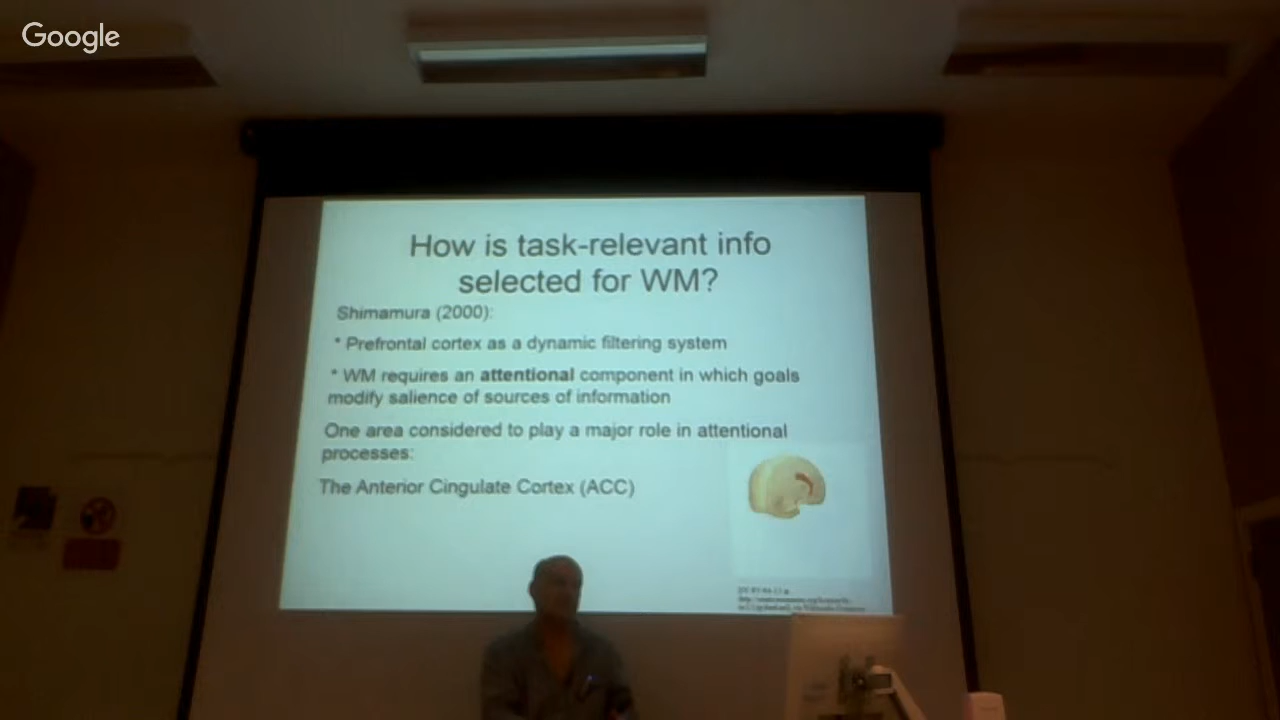 Google
How is task-relevant info
selected for WM?
Shimamura (2000):
* Prefrontal cortex as a dynamic filtering system
* WM requires an attentional component in which goals
modify salience of sources of information
One area considered to play a major role in attentional
processes:
The Anterior Cingulate Cortex (ACC)